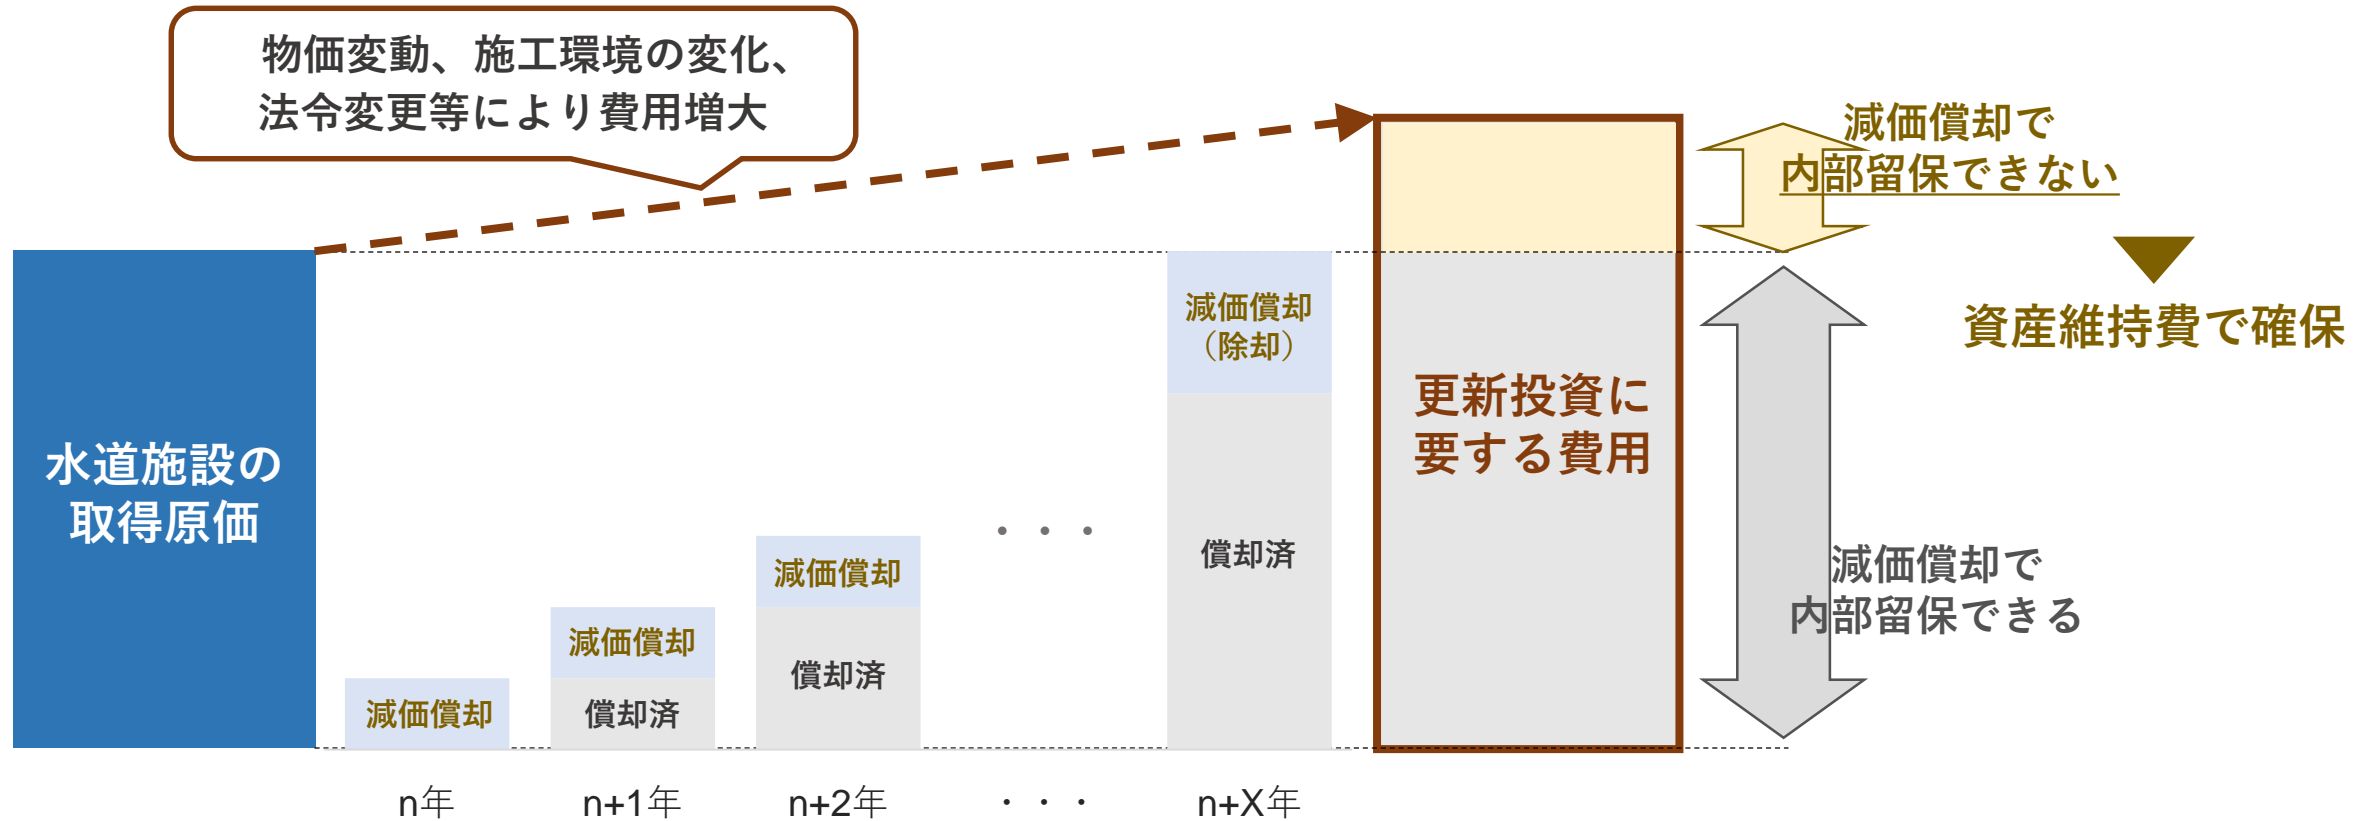 物価変動、施工環境の変化、
法令変更等により費用増大
減価償却で
内部留保できない
資産維持費で確保
水道施設の
取得原価
減価償却
減価償却
償却済
減価償却
償却済
・・・
減価償却
（除却）
償却済
更新投資に
要する費用
減価償却で
内部留保できる
n年
n+1年
n+2年
・・・
n+X年